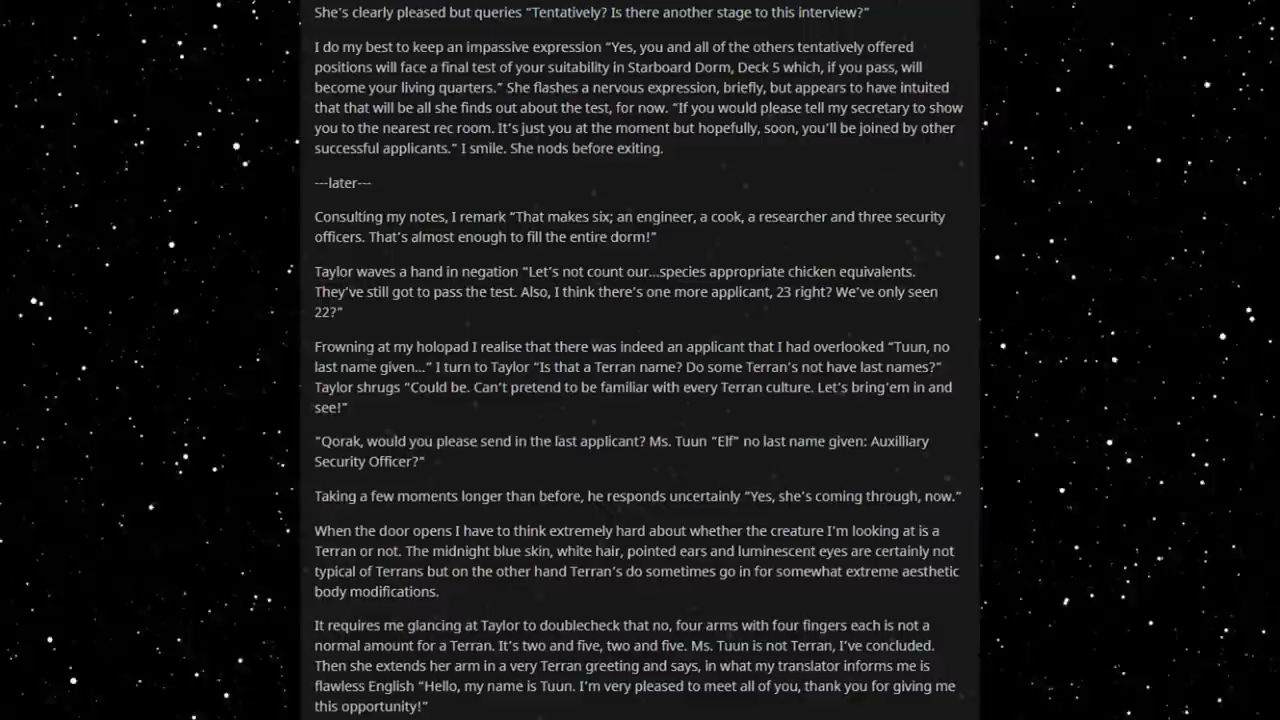 She's clearly pleased but queries “Tentatively? Is there another stage to this interview?”
I do my best to keep an impassive expression “Yes, you and all of the others tentatively offered
positions will face a final test of your suitability in Starboard Dorm, Deck 5 which, if you pass, will
become your living quarters.” She flashes a nervous expression, briefly, but appears to have intuited
that that will be all she finds out about the test, for now. “If you would please tell my secretary to show
you to the nearest rec room. It's just you at the moment but hopefully, soon, you'll be joined by other
successful applicants.” I smile. She nods before exiting.
---later---
Consulting my notes, I remark “That makes six; an engineer, a cook, a researcher and three security
officers. That's almost enough to fill the entire dorm!”
Taylor waves a hand in negation “Let's not count our...species appropriate chicken equivalents.
They've still got to pass the test. Also, I think there's one more applicant, 23 right? We've only seen
22?”
Frowning at my holopad I realise that there was indeed an applicant that I had overlooked “Tuun, no
last name given...” I turn to Taylor “Is that a Terran name? Do some Terran's not have last names?”
Taylor shrugs “Could be. Can't pretend to be familiar with every Terran culture. Let's bring'em in and
see!”
“Qorak, would you please send in the last applicant? Ms. Tuun “Elf” no last name given: Auxilliary
Security Officer?”
Taking a few moments longer than before, he responds uncertainly “Yes, she's coming through, now.”
When the door opens I have to think extremely hard about whether the creature I'm looking at is a
Terran or not. The midnight blue skin, white hair, pointed ears and luminescent eyes are certainly not
typical of Terrans but on the other hand Terran's do sometimes go in for somewhat extreme aesthetic
body modifications.
It requires me glancing at Taylor to doublecheck that no, four arms with four fingers each is not a
normal amount for a Terran. It's two and five, two and five. Ms. Tuun is not Terran, I've concluded.
Then she extends her arm in a very Terran greeting and says, in what my translator informs me is
flawless English “Hello, my name is Tuun. I'm very pleased to meet all of you, thank you for giving me
this opportunity!”